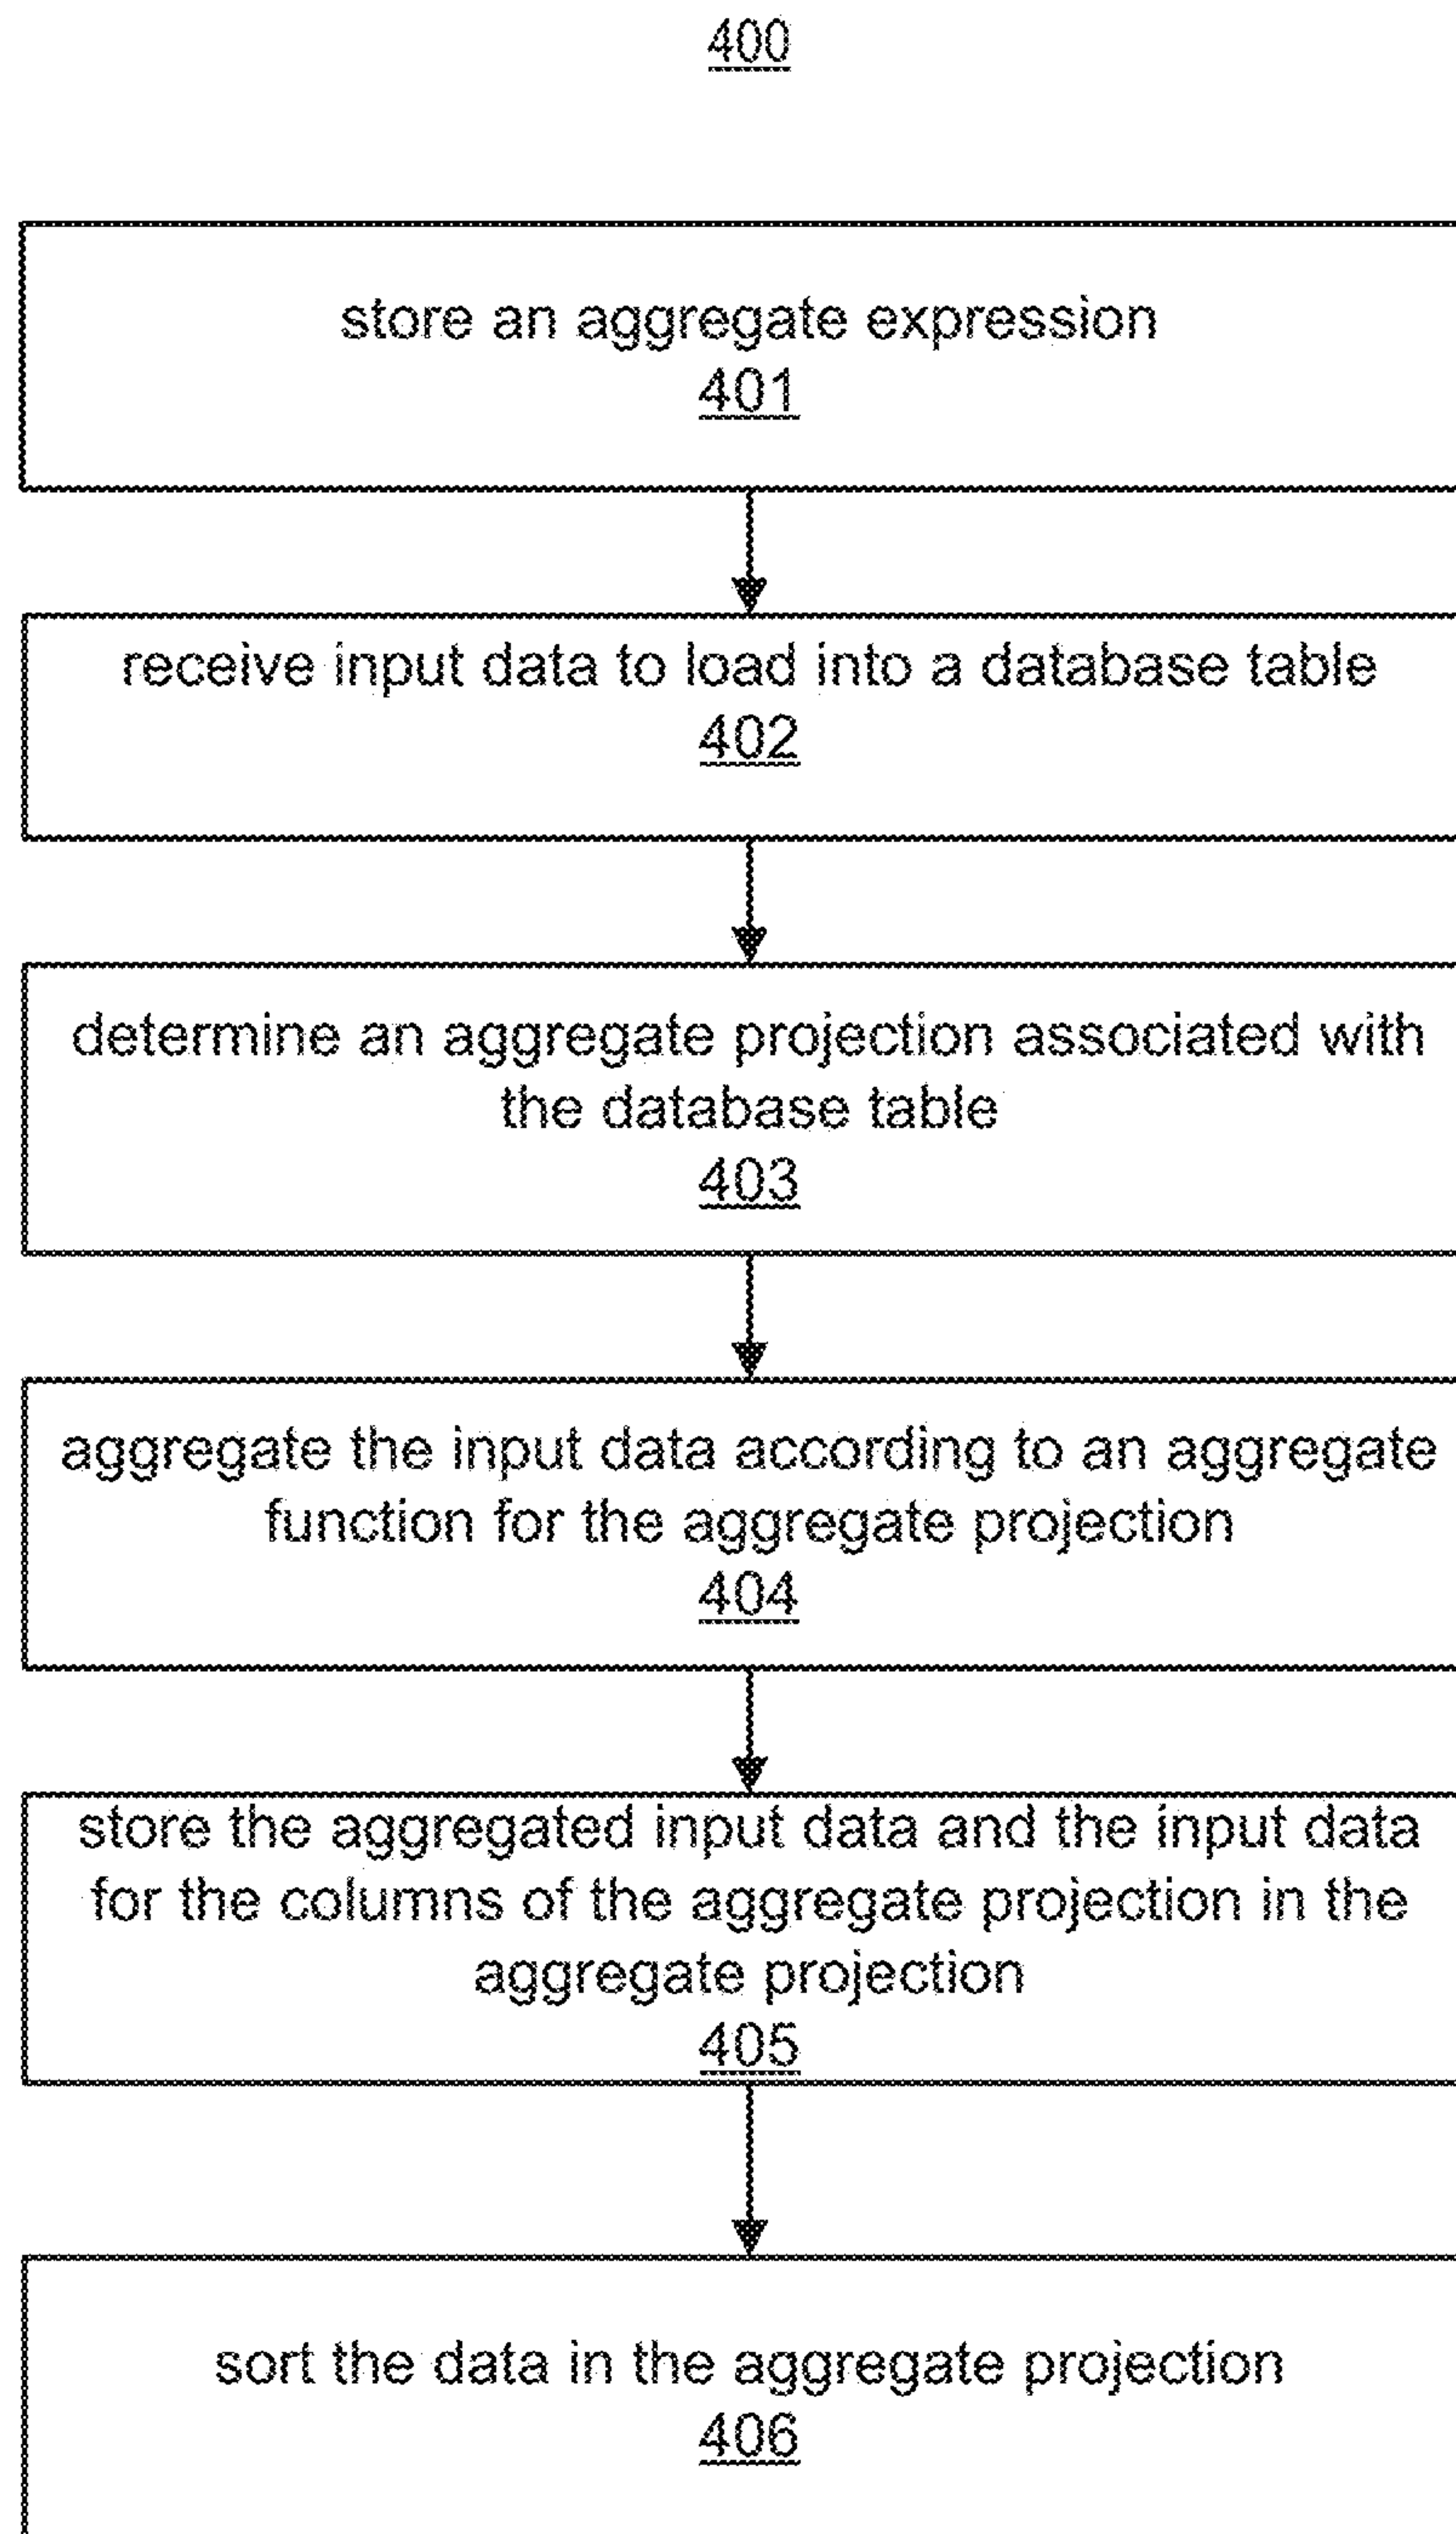 400
store an aggregate expression
401
receive input data to load into a database table
402
determine an aggregate projection associated with
the database table
403
aggregate the input data according to an aggregate
function for the aggregate projection
404
store the aggregated input data and the input data
for the columns of the aggregate projection in the
aggregate projection
405
sort the data in the aggregate projection
406